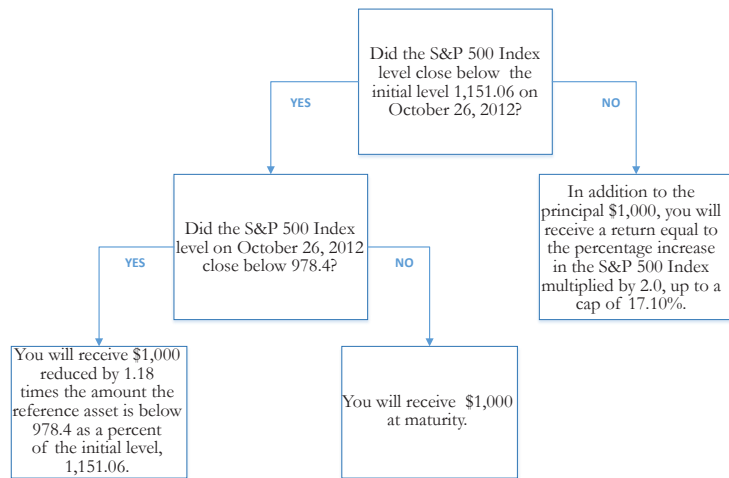 Did the S&P 500 Index
level close below the
initial level 1,151.06 on
October 26, 2012?
YES
NO
Did the S&P 500 Index
level on October 26, 2012
close below 978.4?
In addition to the
principal $1,000, you will
receive a return equal to
the percentage increase
in the S&P 500 Index
multiplied by 2.0, up to a
cap of 17.10%.
YES
NO
You will receive $1,000
reduced by 1.18
times the amount the
reference asset is below
978.4 as a percent
of the initial level,
1,151.06.
You will receive $1,000
at maturity.